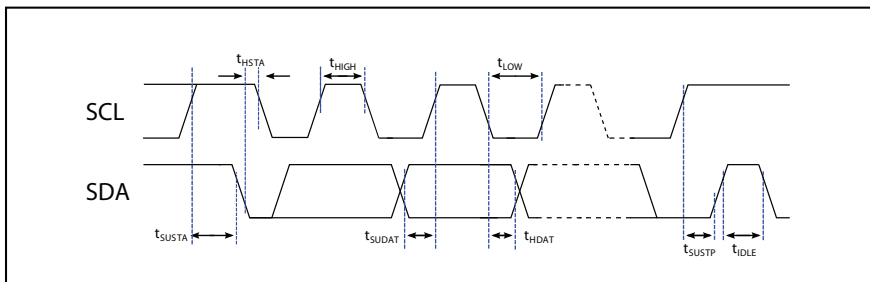 tHSTA
tHIGH
tLOW
SCL
SDA
tSUSTA
tSUDAT
tHDAT
tSUSTP
tIDLE